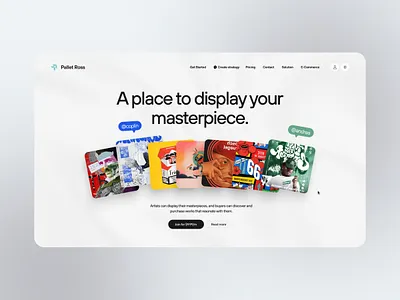 Pallet Ross
Get Started
Create strategy
Pricing
Contact
Solution
E-Commerce
A place to display your
masterpiece.
@coplin
@andrea
66
Artists can display their masterpieces, and buyers can discover and
purchase works that resonate with them.
Join for $9.99/m
Read more